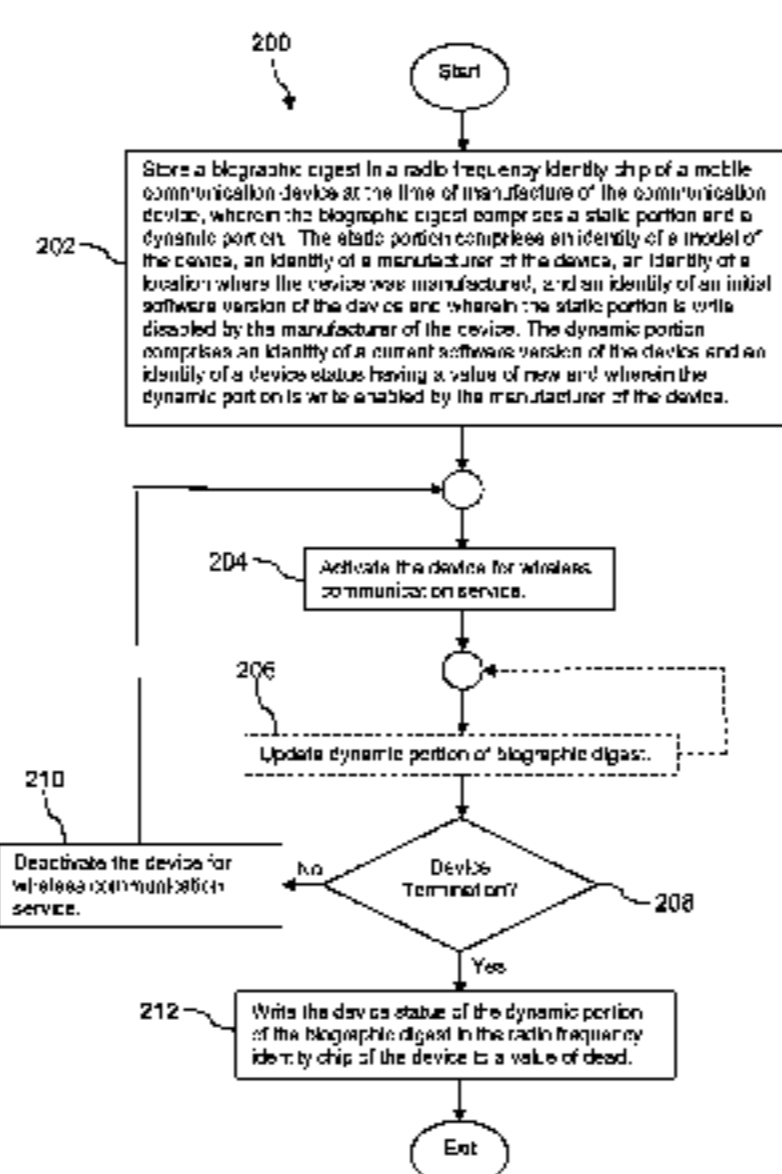 200
Start
202
Store a biographic digest in a radio frequency identity chip of a mobile
communication device at the time of manufacture of the communication
device, wherein the biographic digest comprises a static portion and a
dynamic portion. The static portion comprises an identity of a model of
the device, an identity of a manufacturer of the device, an identity of a
location where the device was manufactured, and an identity of an initial
software version of the device and wherein the static portion is write
disabled by the manufacturer of the device. The dynamic portion
comprises an identity of a current software version of the device and an
identity of a device status having a value of new and wherein the
dynamic portion is write enabled by the manufacturer of the device.
204
Activate the device for wireless
communication service.
206
Update dynamic portion of biographic digest.
210
Deactivate the device for
wireless communication
service.
No
Device
Termination?
208
Yes
212
Write the device status of the dynamic portion
of the biographic digest in the radio frequency
identity chip of the device to a value of dead.
Exit